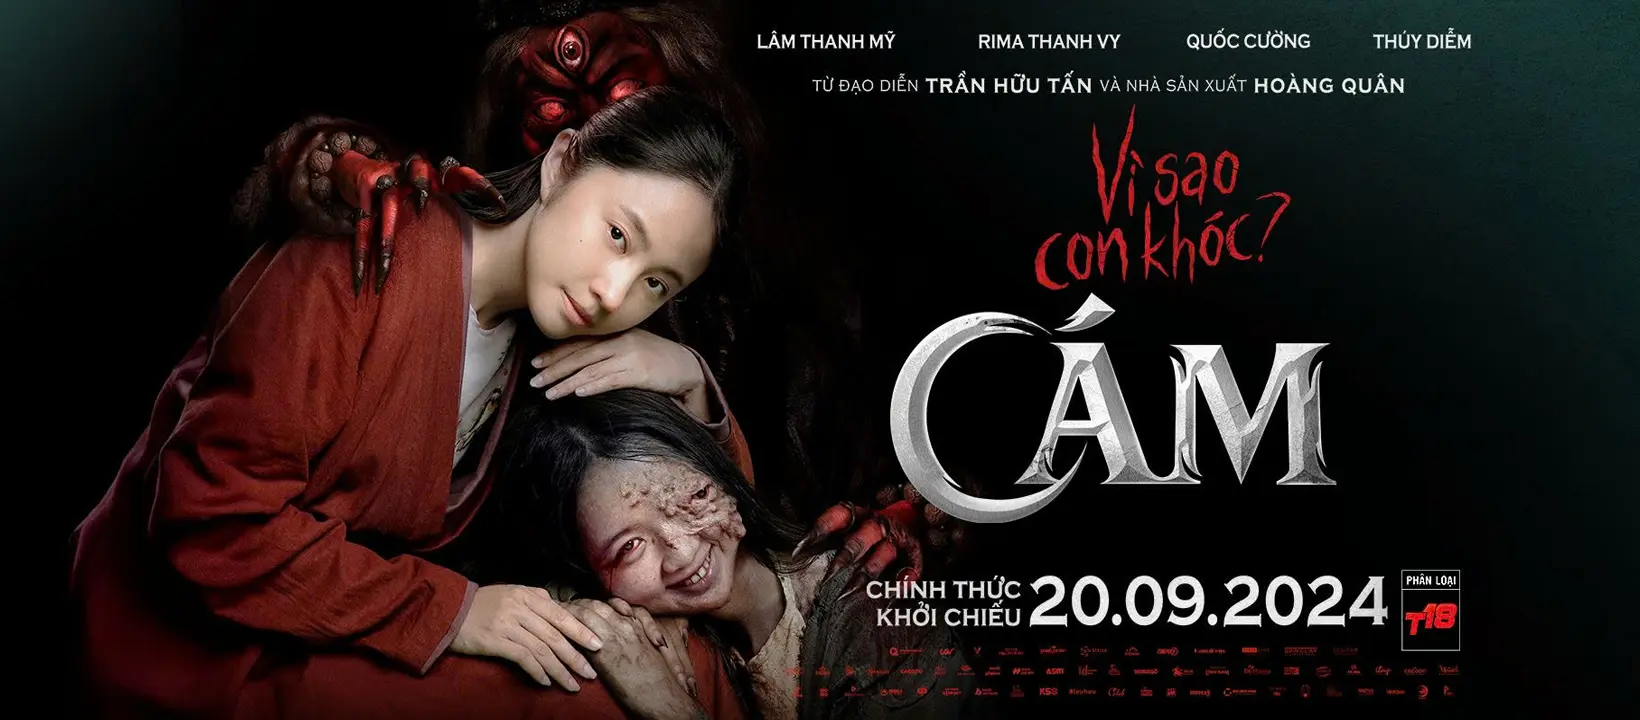 LÂM THANH MỸ RIMA THANH VY QUỐC CƯỜNG THÚY DIỄM
TỪ ĐẠO DIỄN TRẦN HỮU TẤN VÀ NHÀ SẢN XUẤT HOÀNG QUÂN
Vì sao
con khóc?
CÁM
CHÍNH THỨC
KHỞI CHIẾU 20.09.2024
PHÂN LOẠI
T18